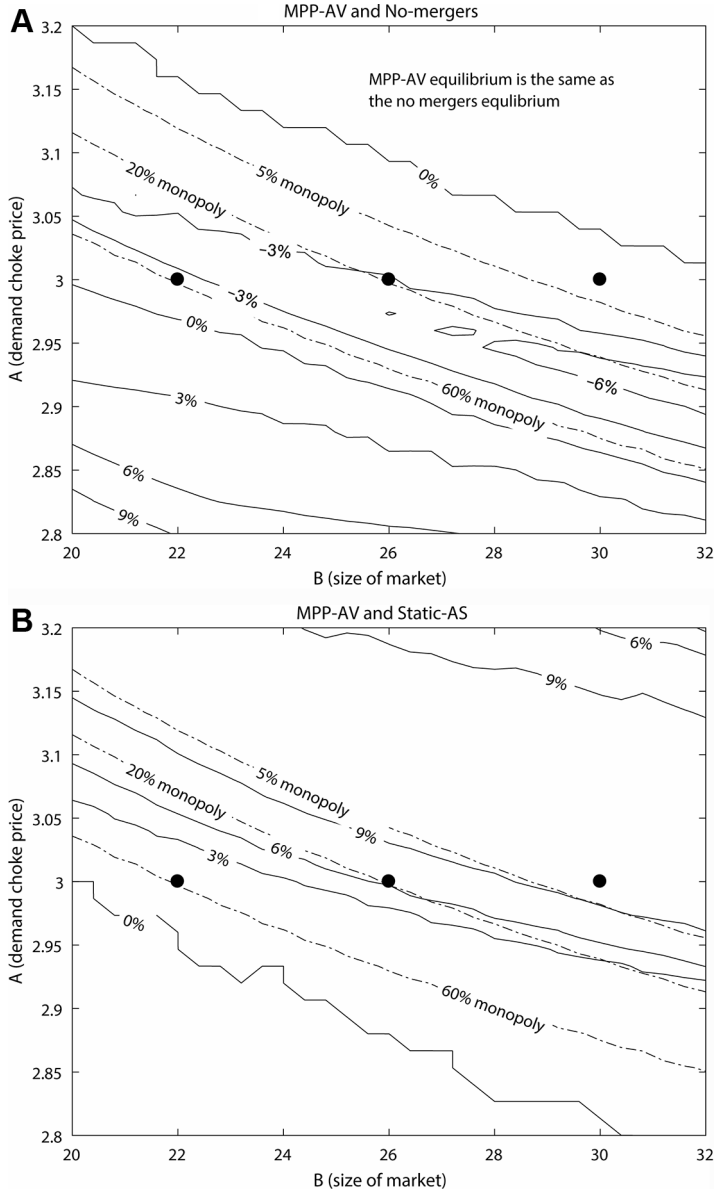 A
MPP-AV and No-mergers
3.2
3.15
3.1
3.05
3
2.95
2.9
2.85
2.8
A (demand choke price)
MPP-AV equilibrium is the same as
the no mergers equlibrium
0%
5% monopoly
20% monopoly
−3%
−3%
0%
−6%
60% monopoly
3%
6%
9%
20
22
24
26
28
30
32
B (size of market)
B
MPP-AV and Static-AS
3.2
3.15
3.1
3.05
3
2.95
2.9
2.85
2.8
A (demand choke price)
6%
9%
5% monopoly
20% monopoly
9%
6%
3%
0%
60% monopoly
20
22
24
26
28
30
32
B (size of market)